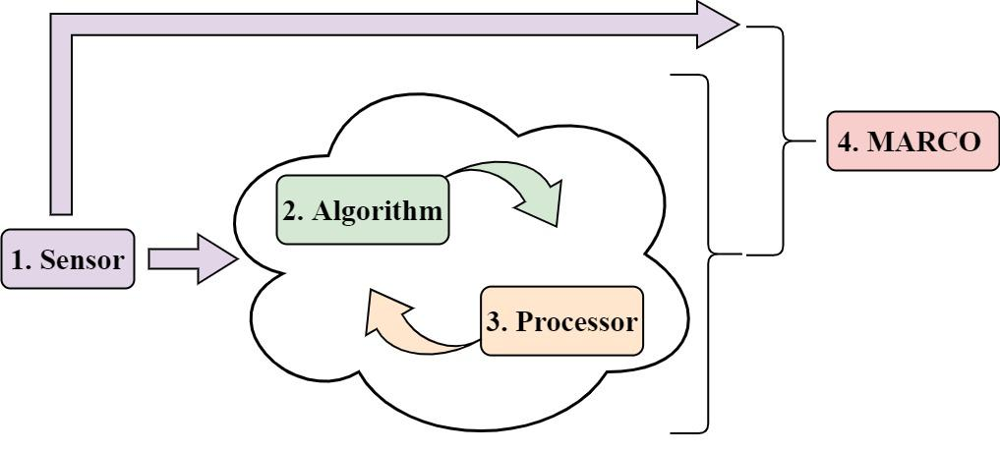 1. Sensor
2. Algorithm
3. Processor
4. MARCO